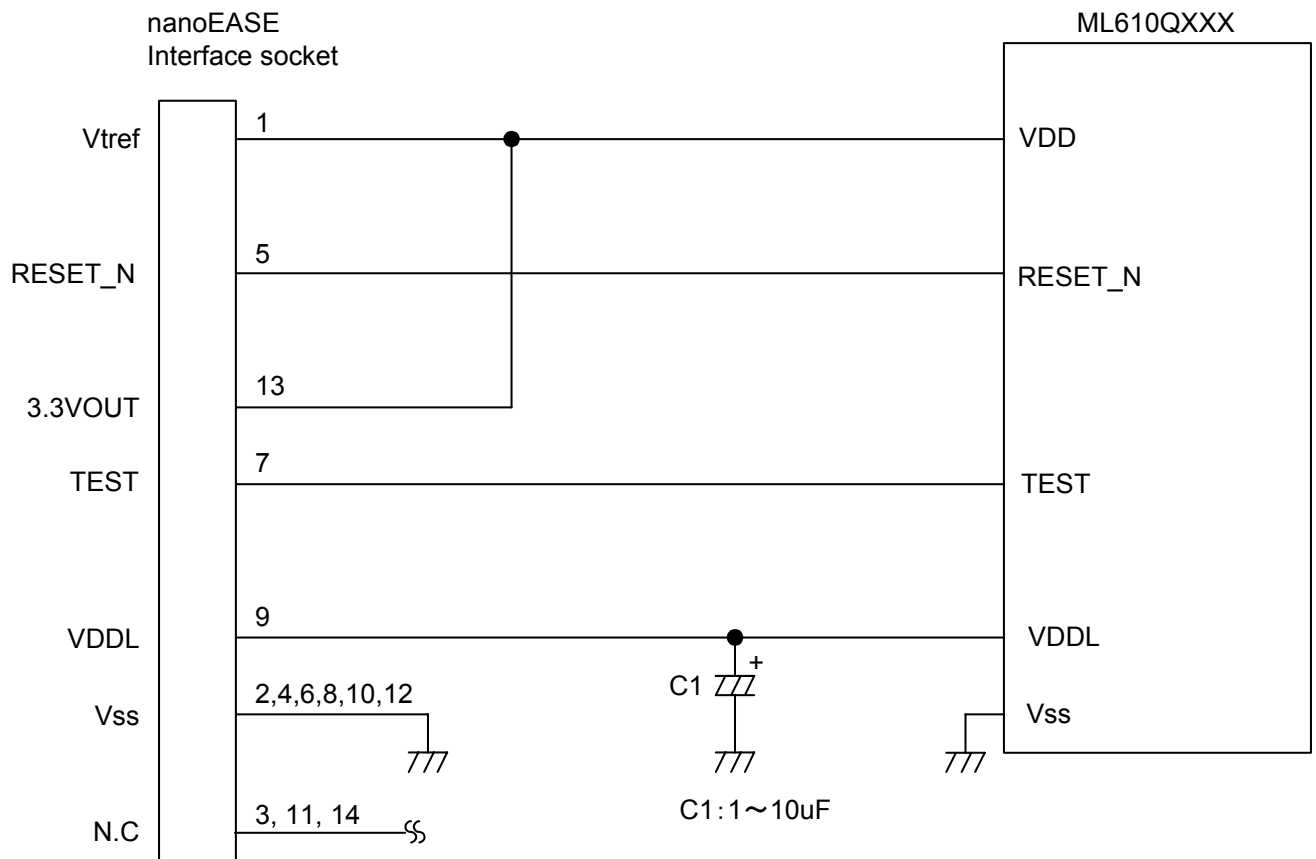 nanoEASE
Interface socket
ML610QXXX
Vtref
1
VDD
RESET_N
5
RESET_N
3.3VOUT
13
TEST
7
TEST
VDDL
9
VDDL
C1
+
Vss
2,4,6,8,10,12
Vss
C1:1～10uF
N.C
3, 11, 14